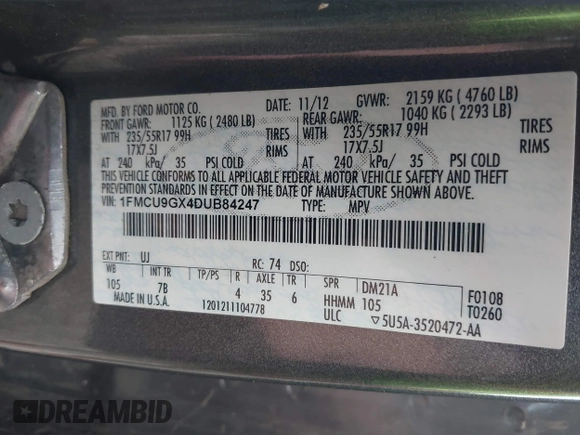 MFD. BY FORD MOTOR CO.
DATE: 11/12 GVWR: 2159 KG ( 4760 LB)
FRONT GAWR: 1125 KG ( 2480 LB) REAR GAWR: 1040 KG ( 2293 LB)
WITH 235/55R17 99H TIRES WITH 235/55R17 99H TIRES
17X7.5J 17X7.5J
AT 240 kPa/ 35 PSI COLD AT 240 kPa/ 35 PSI COLD
THIS VEHICLE CONFORMS TO ALL APPLICABLE FEDERAL MOTOR VEHICLE SAFETY AND THEFT
PREVENTION STANDARDS IN EFFECT ON THE DATE OF MANUFACTURE SHOWN ABOVE.
VIN: 1FMCU9GX4DUB84247 TYPE: MPV
EXT PNT: UJ RC: 74 DSO:
WB INT TR TP/PS R AXLE TR SPR DM21A F0108
105 7B 4 35 6 HHMM 105 T0260
MADE IN U.S.A. 1201211104778 ULC ▽5U5A-3520472-AA
DREAMBID